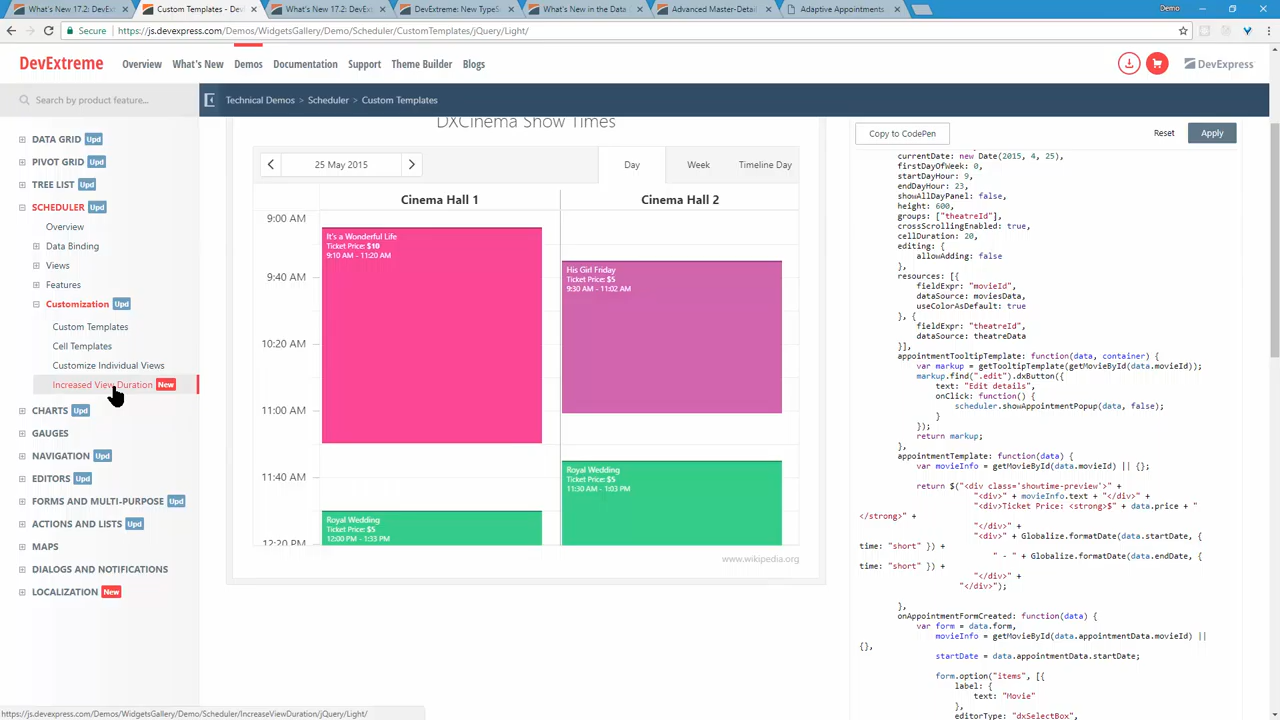 What's New 17.2: DevE
Custom Templates - Dev
What's New 17.2: DevE
DevExtreme: New TypeSc
What's New in the Data
Advanced Master-Detail
Adaptive Appointments
Demo
Secure
https://js.devexpress.com/Demos/WidgetsGallery/Demo/Scheduler/CustomTemplates/jQuery/Light/
DevExtreme
Overview
What's New
Demos
Documentation
Support
Theme Builder
Blogs
DevExpress
Search by product feature...
Technical Demos > Scheduler > Custom Templates
DATA GRID Upd
PIVOT GRID Upd
TREE LIST Upd
SCHEDULER Upd
Overview
Data Binding
Views
Features
Customization Upd
Custom Templates
Cell Templates
Customize Individual Views
Increased View Duration New
CHARTS Upd
GAUGES
NAVIGATION Upd
EDITORS Upd
FORMS AND MULTI-PURPOSE Upd
ACTIONS AND LISTS Upd
MAPS
DIALOGS AND NOTIFICATIONS
LOCALIZATION New
DXCinema Show Times
25 May 2015
Day
Week
Timeline Day
Cinema Hall 1
Cinema Hall 2
9:00 AM
9:40 AM
10:20 AM
11:00 AM
11:40 AM
12:20 PM
It's a Wonderful Life
Ticket Price: $10
9:10 AM - 11:20 AM
His Girl Friday
Ticket Price: $5
9:30 AM - 11:02 AM
Royal Wedding
Ticket Price: $5
11:30 AM - 1:03 PM
Royal Wedding
Ticket Price: $5
12:00 PM - 1:33 PM
www.wikipedia.org
Copy to CodePen
Reset
Apply
currentDate: new Date(2015, 4, 25),
firstDayOfWeek: 0,
startDayHour: 9,
endDayHour: 23,
showAllDayPanel: false,
height: 600,
groups: ["theatreId"],
crossScrollingEnabled: true,
cellDuration: 20,
editing: {
allowAdding: false
},
resources: [{
fieldExpr: "movieId",
dataSource: moviesData,
useColorAsDefault: true
}, {
fieldExpr: "theatreId",
dataSource: theatreData
}],
appointmentTooltipTemplate: function(data, container) {
var markup = getTooltipTemplate(getMovieById(data.movieId));
markup.find(".edit").dxButton({
text: "Edit details",
onClick: function() {
scheduler.showAppointmentPopup(data, false);
}
});
return markup;
},
appointmentTemplate: function(data) {
var movieInfo = getMovieById(data.movieId) || {};
return $("<div class='showtime-preview'>" +
"<div>" + movieInfo.text + "</div>" +
"<div>Ticket Price: <strong>$" + data.price + "
</strong>" +
"</div>" +
"<div>" + Globalize.formatDate(data.startDate, {
time: "short" }) +
" - " + Globalize.formatDate(data.endDate, {
time: "short" }) +
"</div>" +
"</div>");
},
onAppointmentFormCreated: function(data) {
var form = data.form,
movieInfo = getMovieById(data.appointmentData.movieId) ||
{},
startDate = data.appointmentData.startDate;
form.option("items", [{
label: {
text: "Movie"
},
editorType: "dxSelectBox",
https://js.devexpress.com/Demos/WidgetsGallery/Demo/Scheduler/IncreaseViewDuration/jQuery/Light/